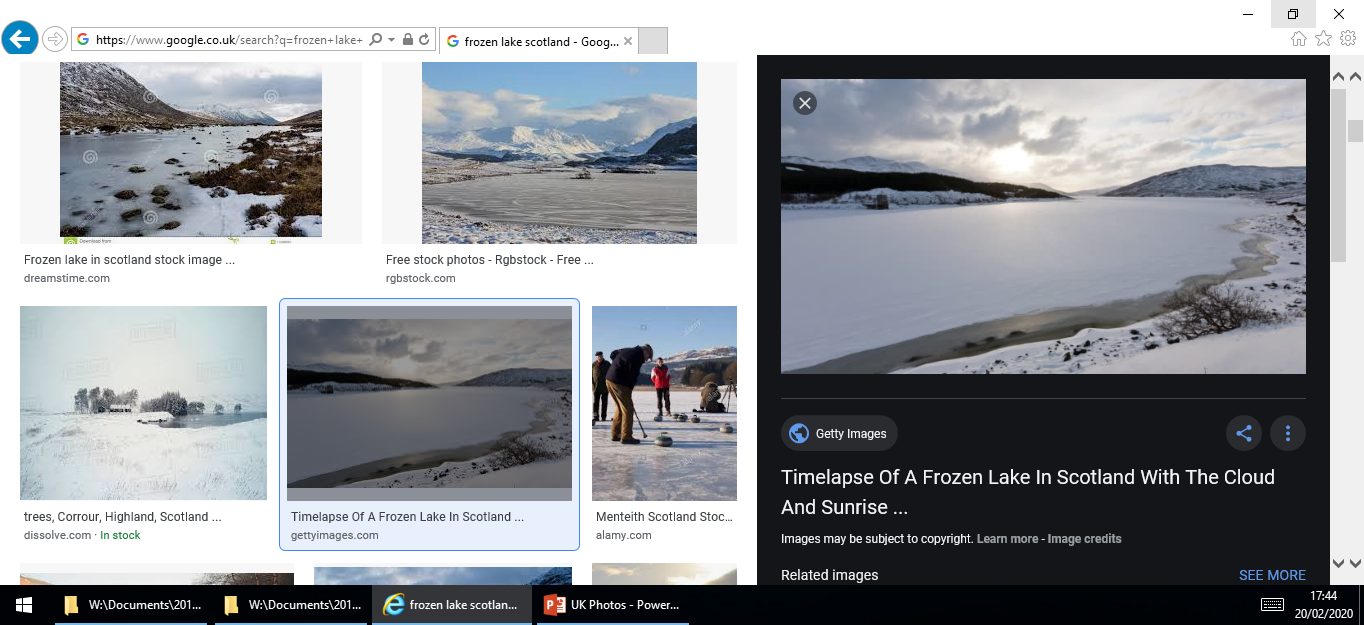 https://www.google.co.uk/search?q=frozen+lake+
frozen lake scotland - Goog...
Frozen lake in scotland stock image ...
dreamstime.com
Free stock photos - Rgbstock - Free ...
rgbstock.com
trees, Corrour, Highland, Scotland ...
dissolve.com · In stock
Timelapse Of A Frozen Lake In Scotland ...
gettyimages.com
Menteith Scotland Stoc...
alamy.com
Getty Images
Timelapse Of A Frozen Lake In Scotland With The Cloud
And Sunrise ...
Images may be subject to copyright. Learn more - Image credits
Related images
SEE MORE
W:\Documents\201...
W:\Documents\201...
frozen lake scotlan...
UK Photos - Power...
17:44
20/02/2020